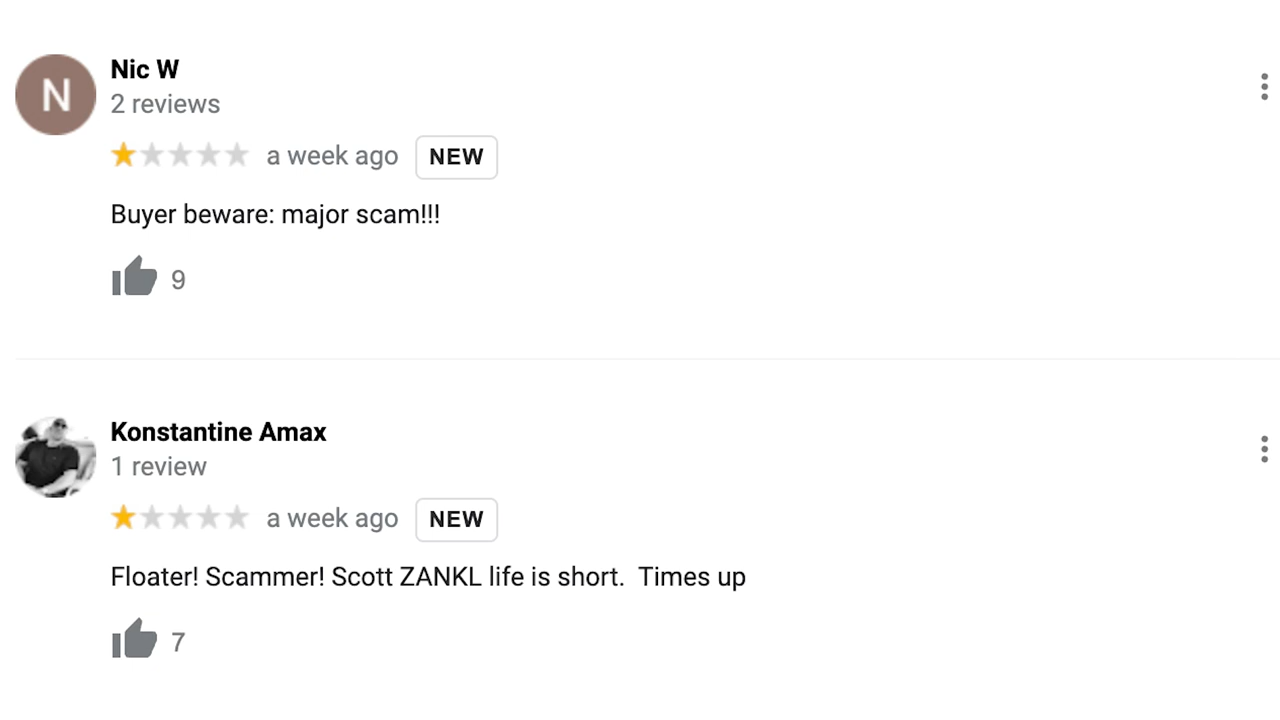 N
Nic W
2 reviews
a week ago NEW
Buyer beware: major scam!!!
9
Konstantine Amax
1 review
a week ago NEW
Floater! Scammer! Scott ZANKL life is short.  Times up
7